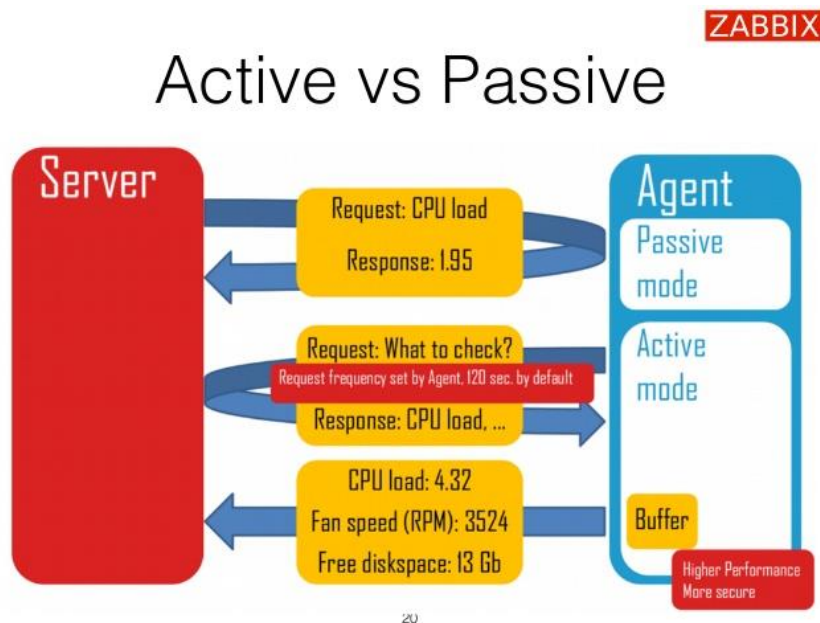 ZABBIX
Active vs Passive
Server
Request: CPU load
Response: 1.95
Agent
Passive
mode
Request: What to check?
Request frequency set by Agent, 120 sec. by default
Response: CPU load, ...
Active
mode
CPU load: 4.32
Fan speed (RPM): 3524
Free diskspace: 13 Gb
Buffer
Higher Performance
More secure
20